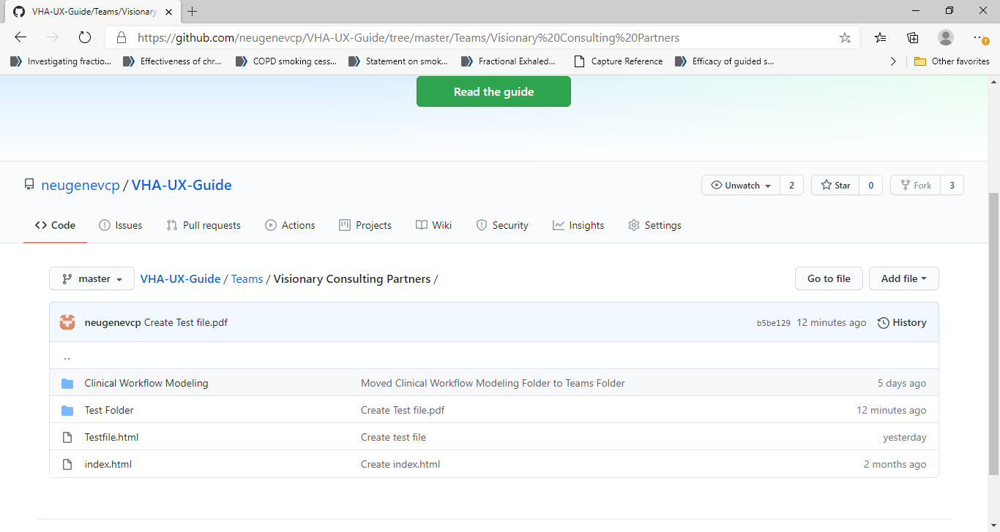 VHA-UX-Guide/Teams/Visionary
https://github.com/neugenevcp/VHA-UX-Guide/tree/master/Teams/Visionary%20Consulting%20Partners
Investigating fractio... Effectiveness of chr... COPD smoking cess... Statement on smok... Fractional Exhaled... Capture Reference Efficacy of guided s... Other favorites
Read the guide
neugenevcp / VHA-UX-Guide Unwatch 2 Star 0 Fork 3
Code Issues Pull requests Actions Projects Wiki Security Insights Settings
master VHA-UX-Guide / Teams / Visionary Consulting Partners / Go to file Add file
neugenevcp Create Test file.pdf b5be129 12 minutes ago History
..
Clinical Workflow Modeling Moved Clinical Workflow Modeling Folder to Teams Folder 5 days ago
Test Folder Create Test file.pdf 12 minutes ago
Testfile.html Create test file yesterday
index.html Create index.html 2 months ago